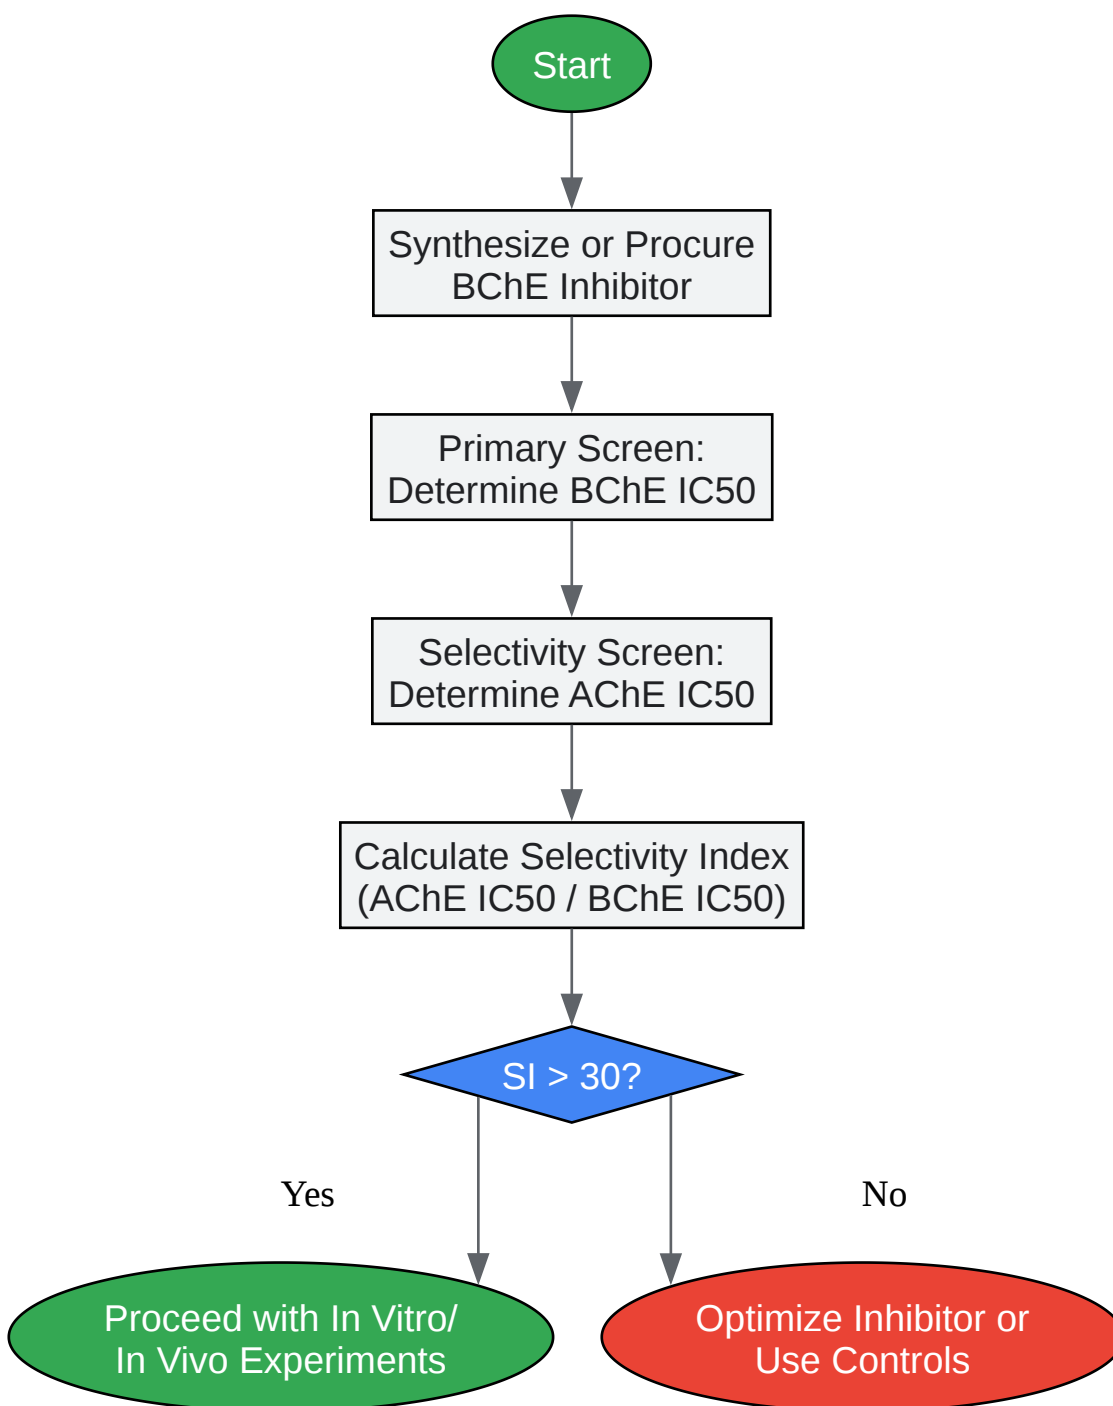 Start
Synthesize or Procure
BChE Inhibitor
Primary Screen:
Determine BChE IC50
Selectivity Screen:
Determine AChE IC50
Calculate Selectivity Index
(AChE IC50 / BChE IC50)
SI > 30?
Yes
No
Proceed with In Vitro/
In Vivo Experiments
Optimize Inhibitor or
Use Controls